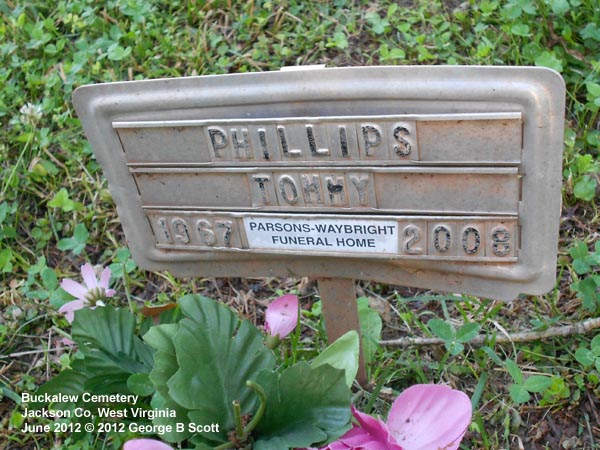 PHILLIPS
TOMMY
1967 PARSONS-WAYBRIGHT FUNERAL HOME 2008
Buckalew Cemetery
Jackson Co, West Virginia
June 2012 © 2012 George B Scott